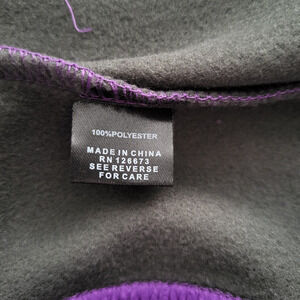 100%POLYESTER
MADE IN CHINA
RN 126673
SEE REVERSE
FOR CARE